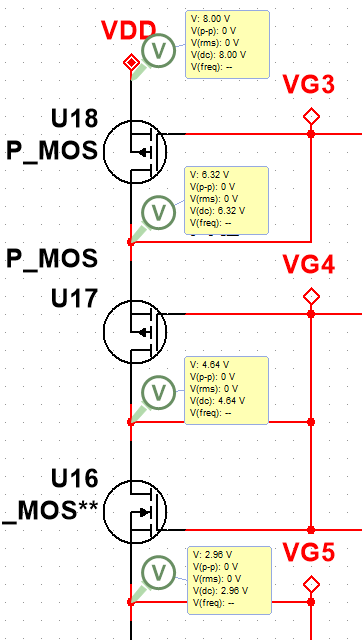 VDD
V
V: 8.00 V
V(p-p): 0 V
V(rms): 0 V
V(dc): 8.00 V
V(freq): --
VG3
U18
P_MOS
V
V: 6.32 V
V(p-p): 0 V
V(rms): 0 V
V(dc): 6.32 V
V(freq): --
P_MOS
U17
VG4
V
V: 4.64 V
V(p-p): 0 V
V(rms): 0 V
V(dc): 4.64 V
V(freq): --
U16
_MOS**
VG5
V
V: 2.96 V
V(p-p): 0 V
V(rms): 0 V
V(dc): 2.96 V
V(freq): --